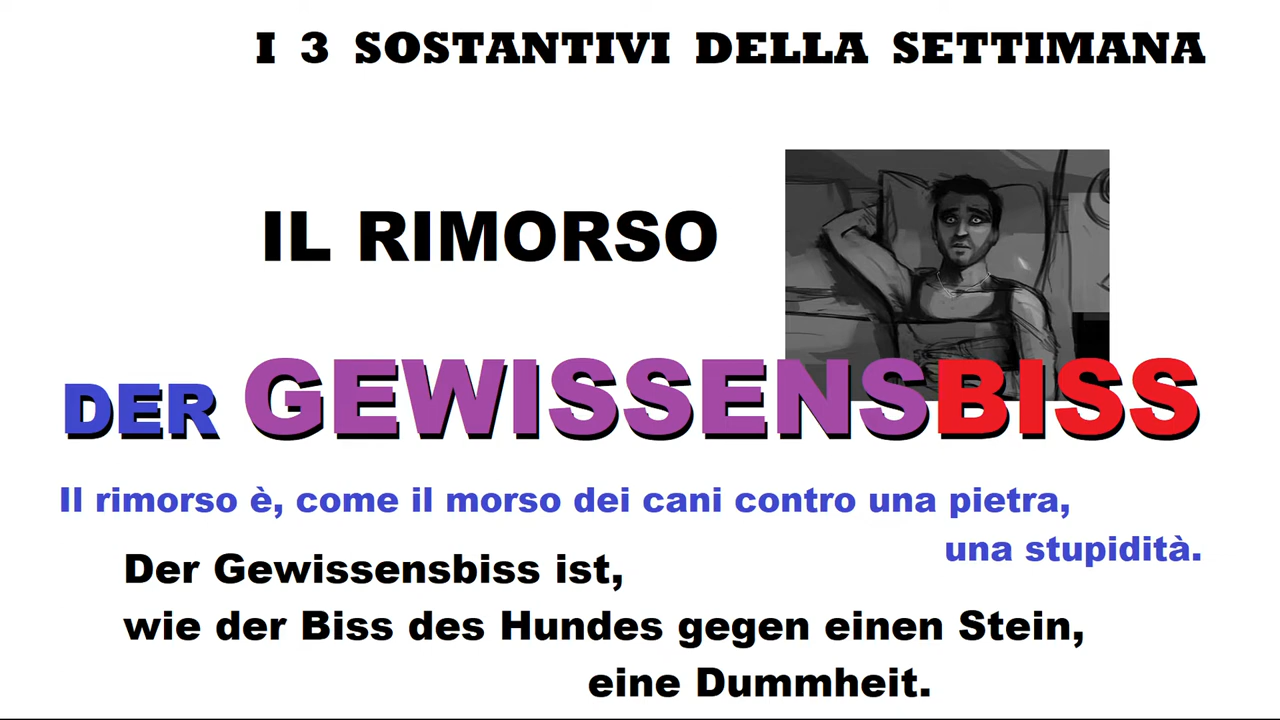 I 3 SOSTANTIVI DELLA SETTIMANA
IL RIMORSO
DER GEWISSENSBISS
Il rimorso è, come il morso dei cani contro una pietra,
una stupidità.
Der Gewissensbiss ist,
wie der Biss des Hundes gegen einen Stein,
eine Dummheit.